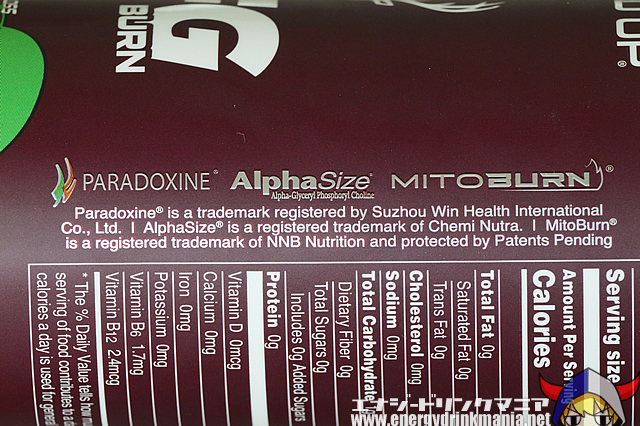 BURN
G
D UP®
PARADOXINE®
AlphaSize®
Alpha-Glyceryl Phosphoryl Choline
MITOBURN®
Paradoxine® is a trademark registered by Suzhou Win Health International
Co., Ltd. I AlphaSize® is a registered trademark of Chemi Nutra. I MitoBurn®
is a registered trademark of NNB Nutrition and protected by Patents Pending
Serving size
Amount Per Serving
Calories
Total Fat 0g
Saturated Fat 0g
Trans Fat 0g
Cholesterol 0mg
Sodium 0mg
Total Carbohydrate
Dietary Fiber 0g
Total Sugars 0g
Includes 0g Added Sugars
Protein 0g
Vitamin D 0mcg
Calcium 0mg
Iron 0mg
Potassium 0mg
Vitamin B6 1.7mg
Vitamin B12 2.4mcg
* The % Daily Value tells how
serving of food contributes to a
calories a day is used for general
エナジードリンクマニア
www.energydrinkmania.net